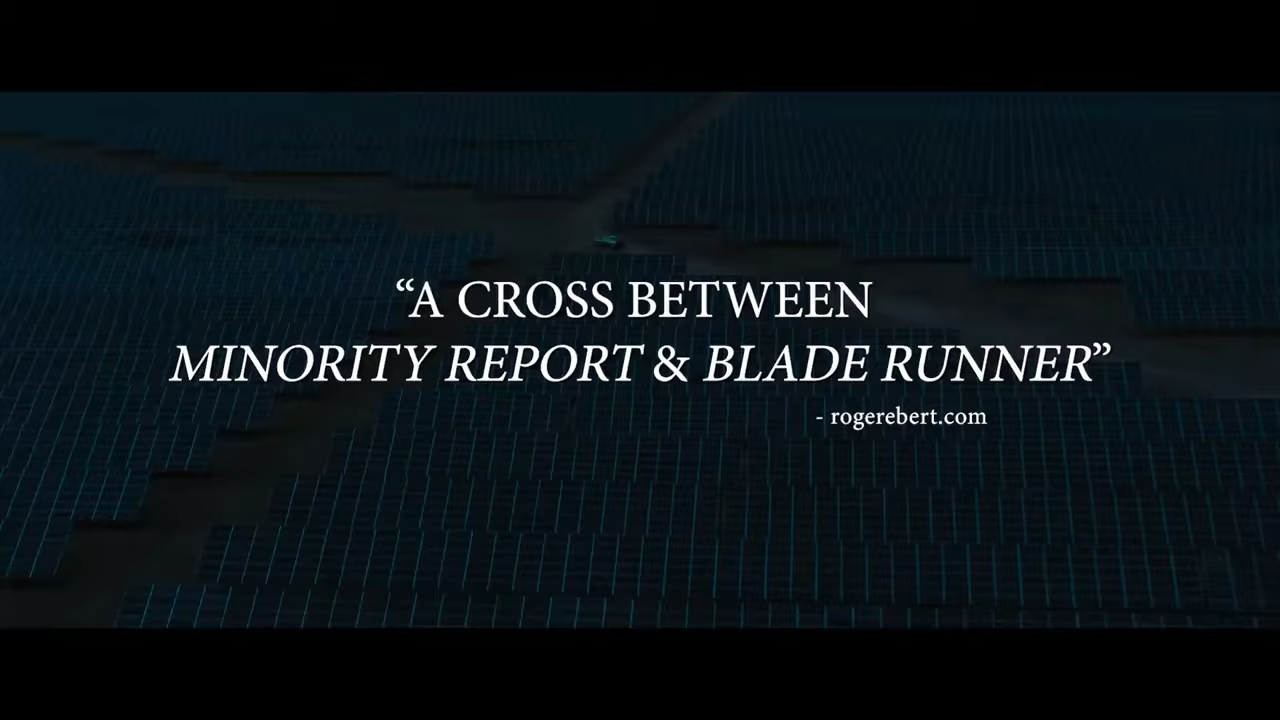 “A CROSS BETWEEN
MINORITY REPORT & BLADE RUNNER”
- rogerebert.com